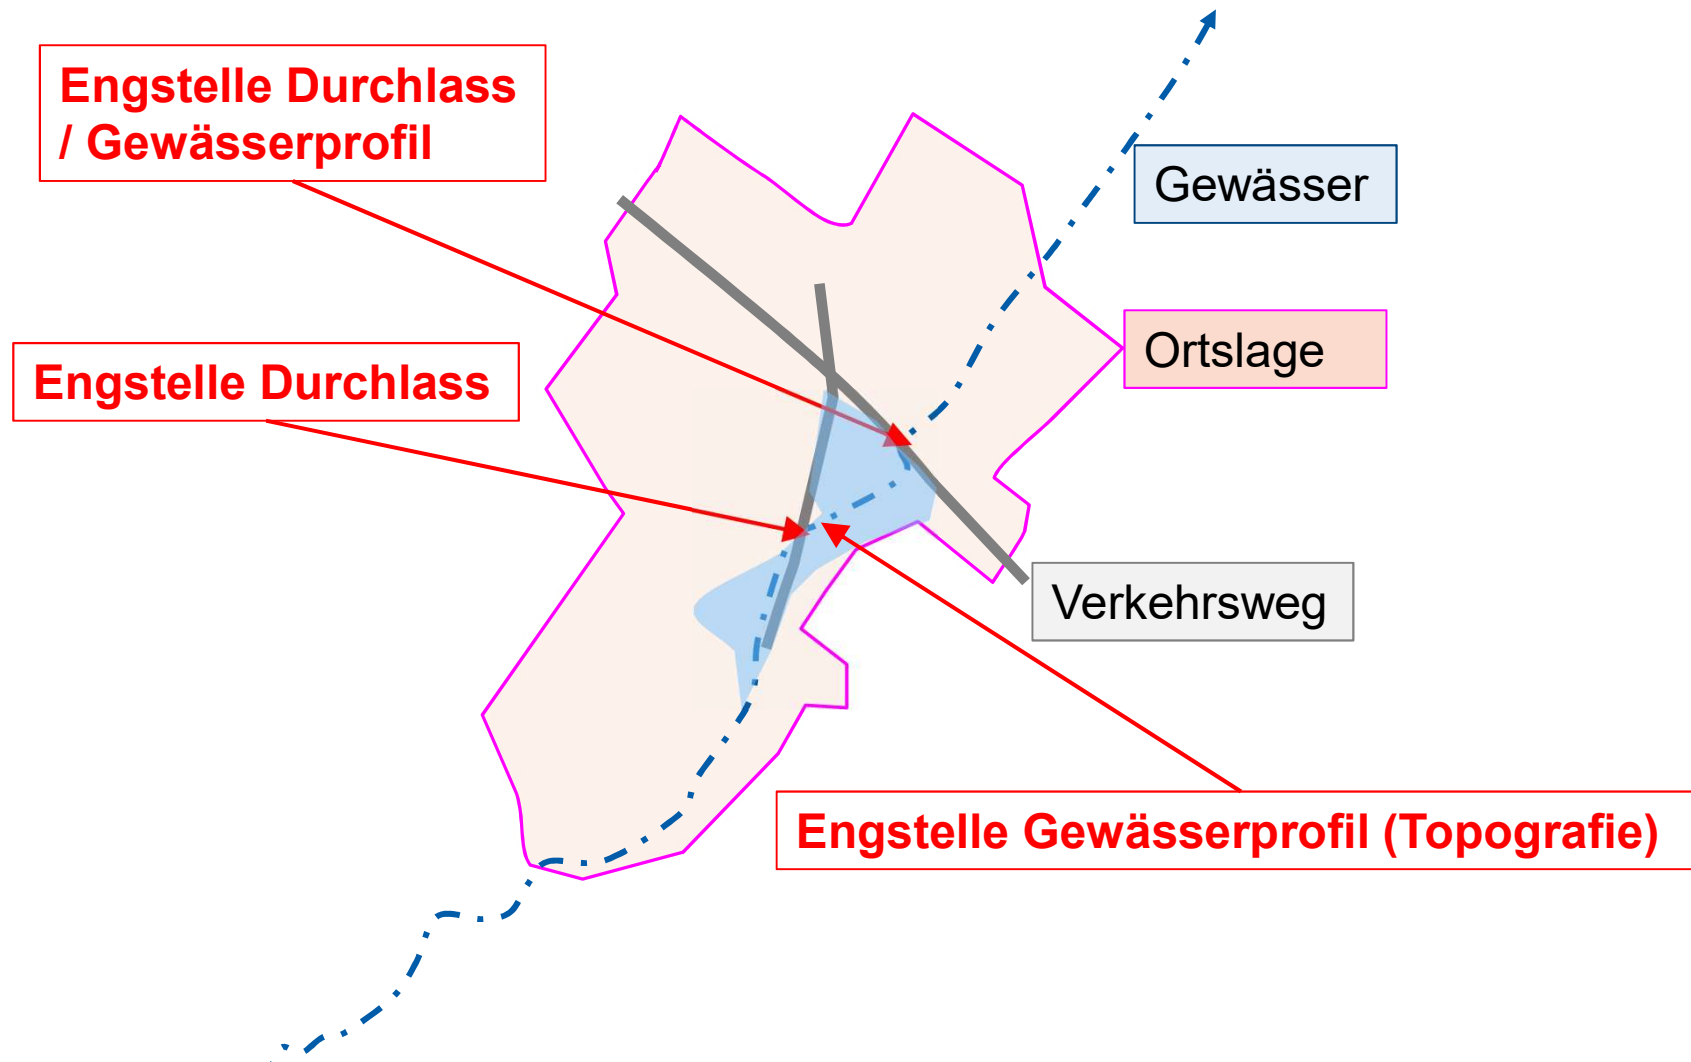 Engstelle Durchlass
/ Gewässerprofil
Gewässer
Ortslage
Engstelle Durchlass
Verkehrsweg
Engstelle Gewässerprofil (Topografie)